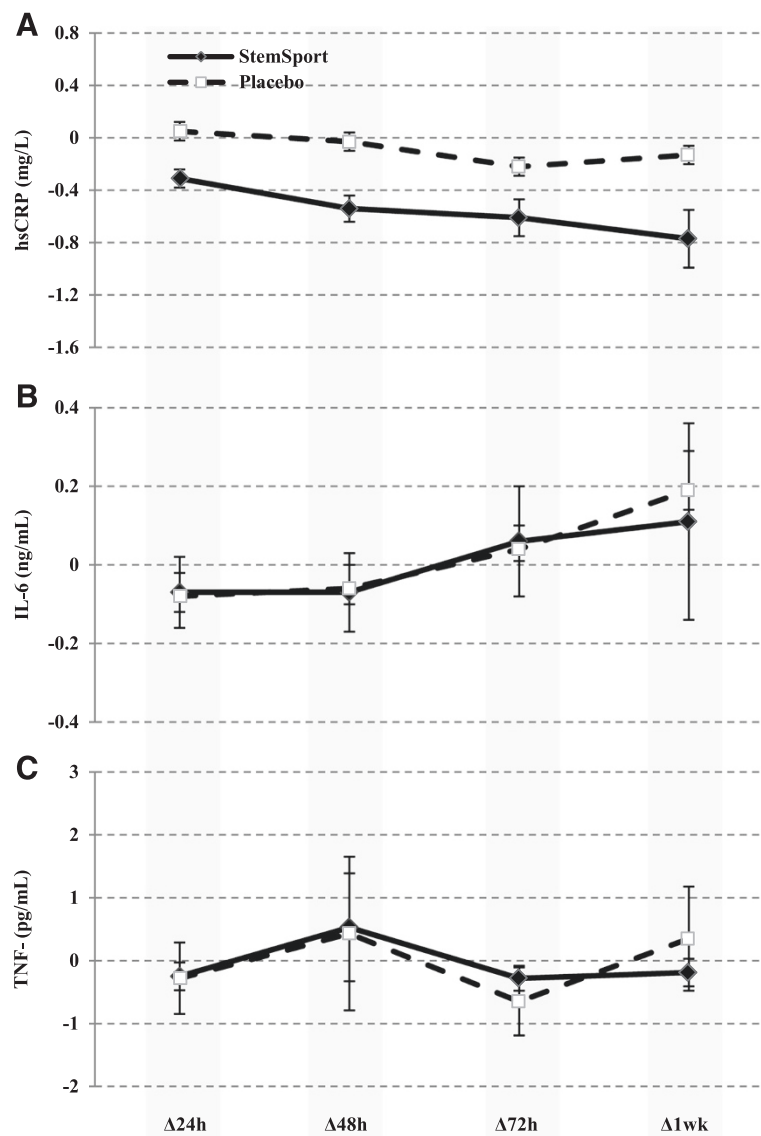 A
0.8
StemSport
Placebo
0.4
0
-0.4
-0.8
-1.2
-1.6
hsCRP (mg/L)
B
0.4
0.2
0
-0.2
-0.4
IL-6 (ng/mL)
C
3
2
1
0
-1
-2
TNF- (pg/mL)
Δ24h Δ48h Δ72h Δ1wk